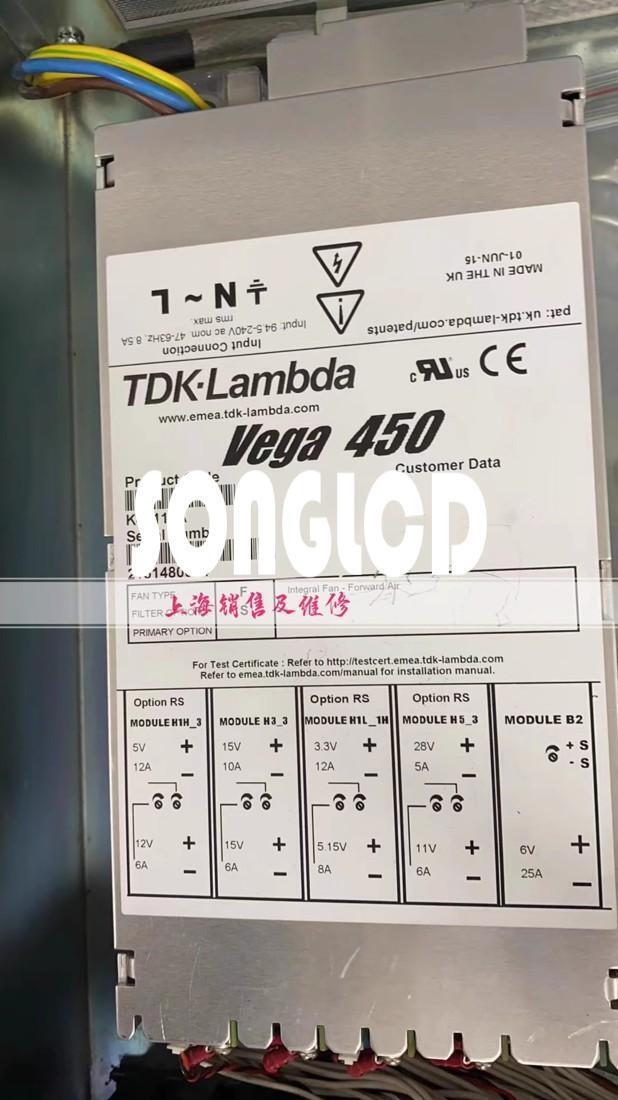 MADE IN THE UK
01-JUN-15
pat: uk.tdk-lambda.com/patents
L ~ N
Input Connection
Input: 94.5-240V ac nom. 47-63Hz, 8.5A
rms max.
TDK·Lambda
www.emea.tdk-lambda.com
c RU US CE
Vega 450
Customer Data
SONGLCD
FAN TYPE F Integral Fan - Forward Air
S
上海销售及维修
PRIMARY OPTION
For Test Certificate : Refer to http://testcert.emea.tdk-lambda.com
Refer to emea.tdk-lambda.com/manual for installation manual.
Option RS
MODULE H1H_3
5V +
12A -
12V +
6A -
MODULE H3_3
15V +
10A -
15V +
6A -
Option RS
MODULE H1L_1H
3.3V +
12A -
5.15V +
8A -
Option RS
MODULE H5_3
28V +
5A -
11V +
6A -
MODULE B2
+ S
- S
6V +
25A -